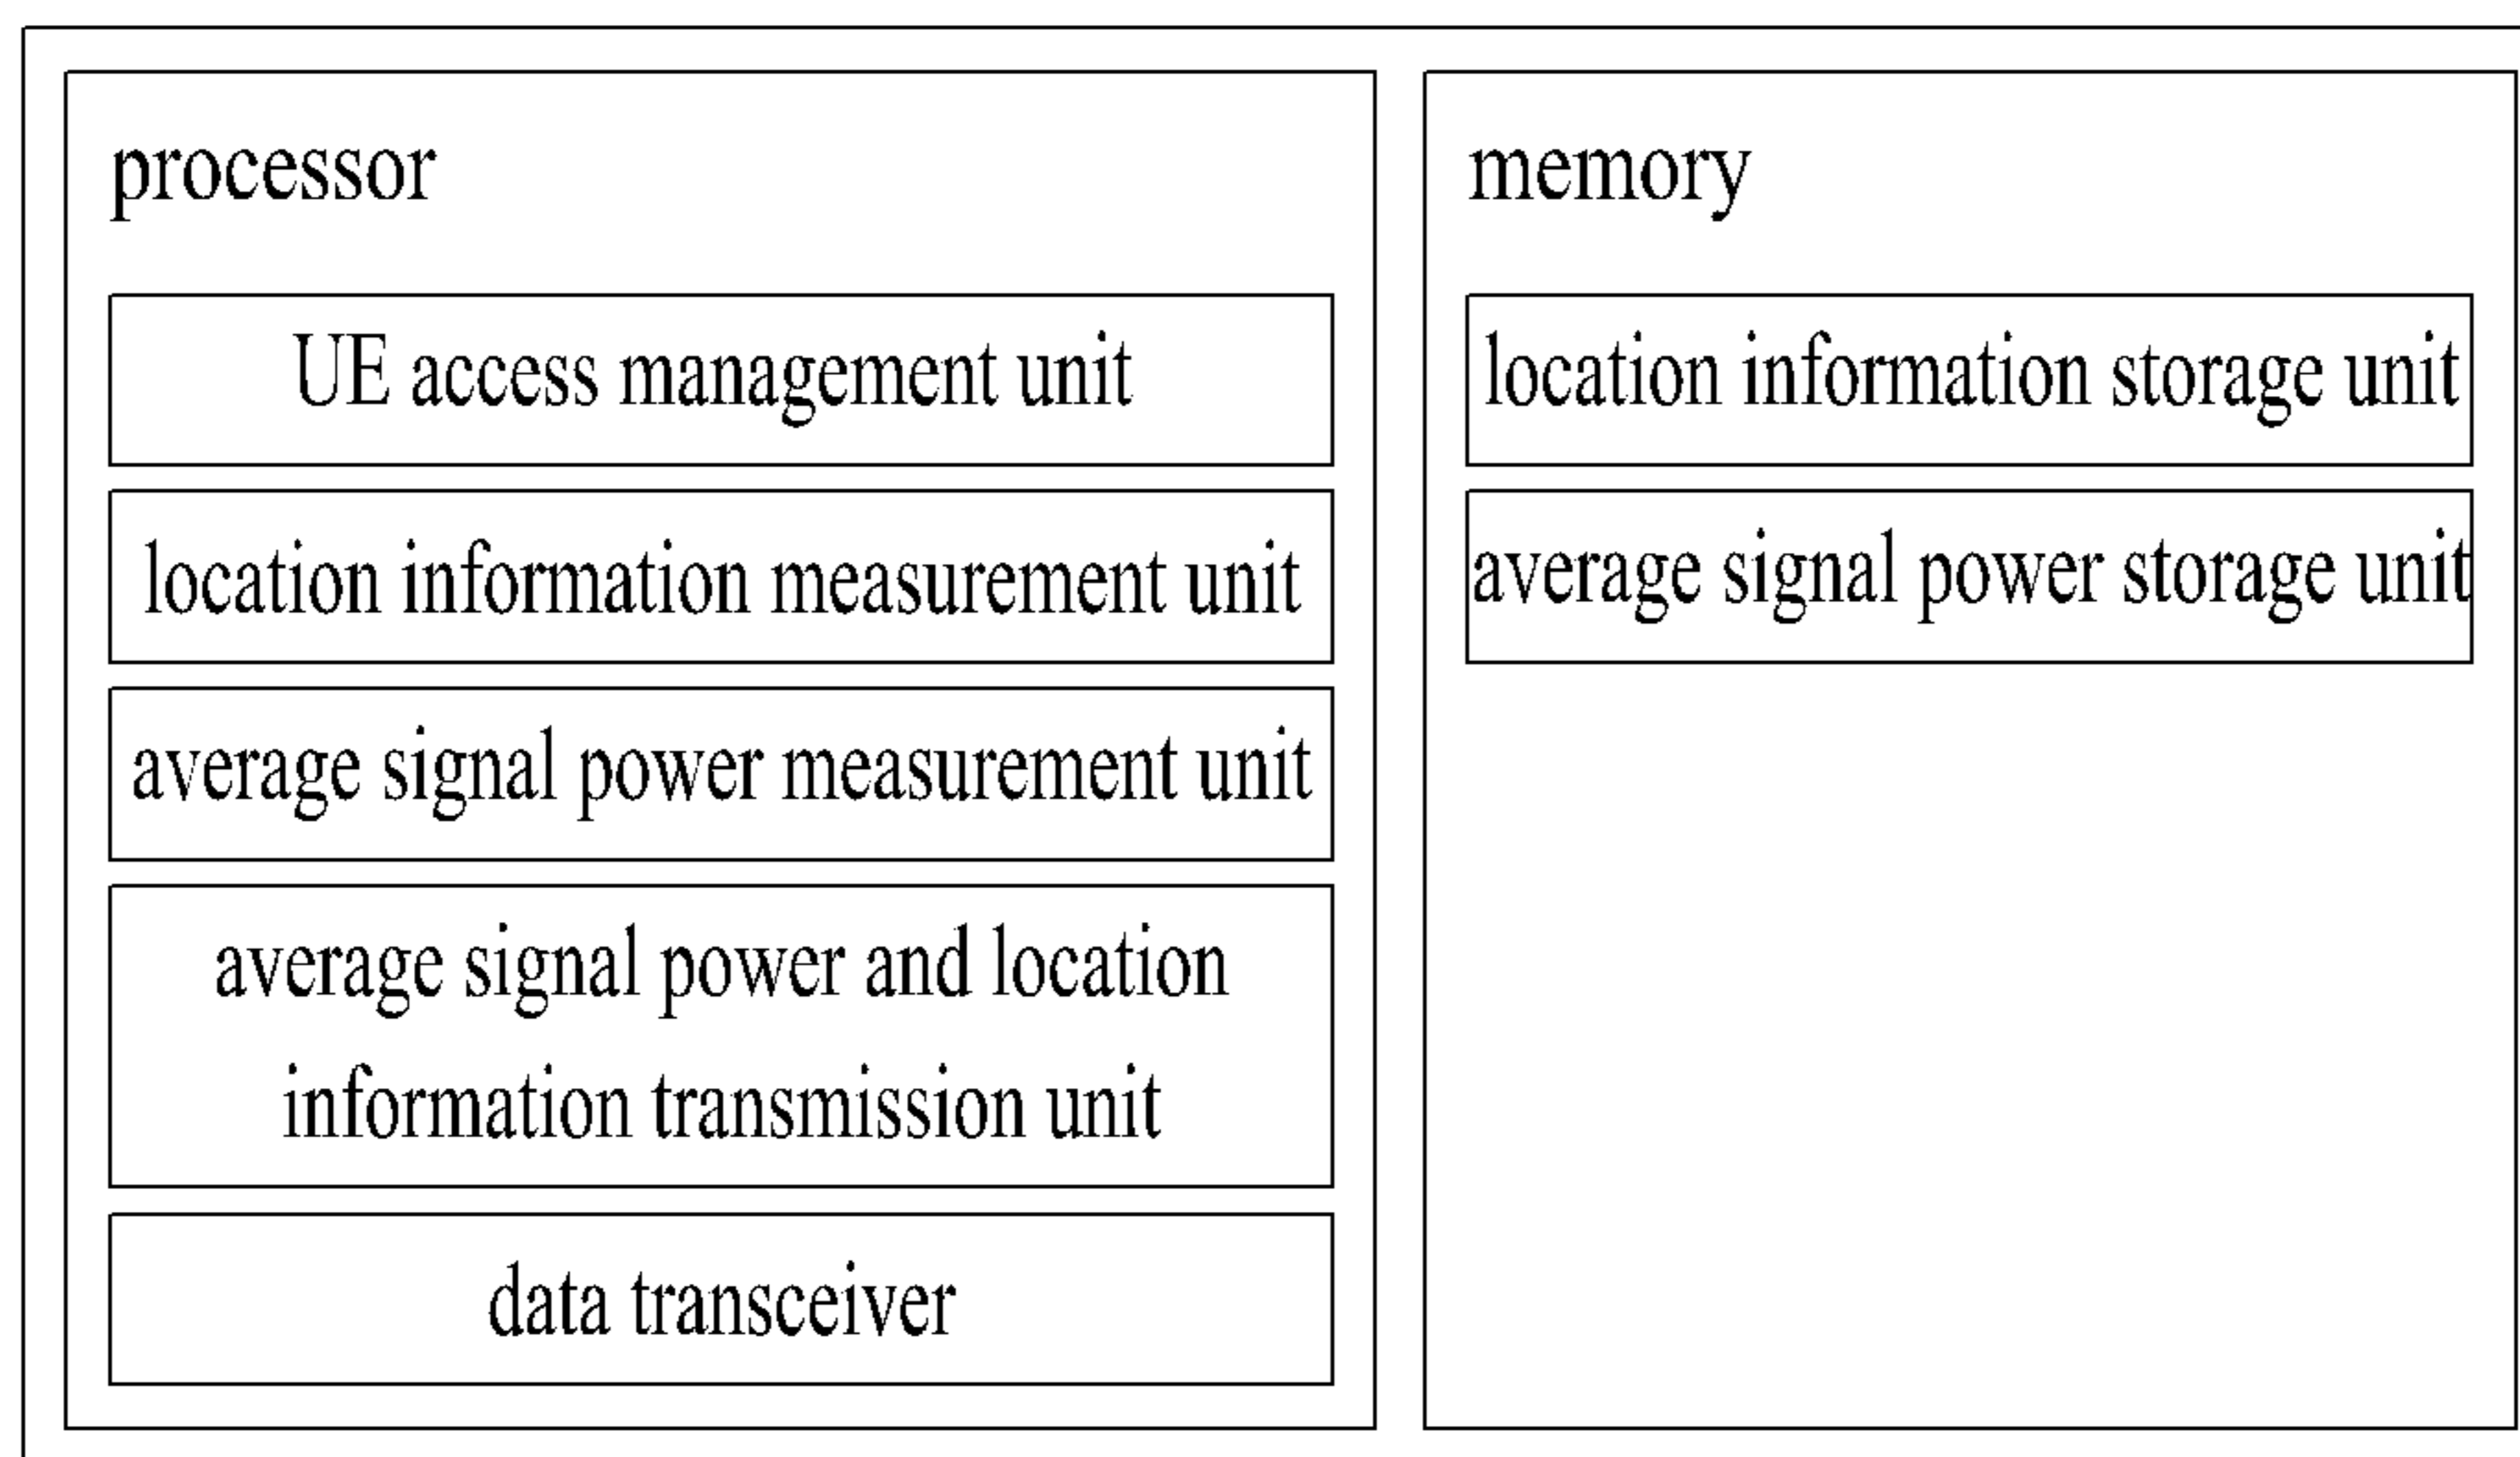 processor
UE access management unit
location information measurement unit
average signal power measurement unit
average signal power and location
information transmission unit
data transceiver
memory
location information storage unit
average signal power storage unit